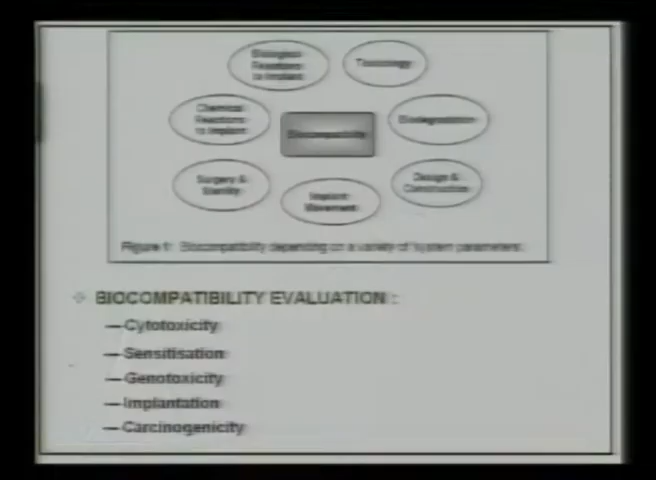 Biological
Reactions
to Implant
Toxicology
Chemical
Reactions
to Implant
Biocompatibility
Biodegradation
Surgery &
Sterility
Implant
Movement
Design &
Construction
Figure 1: Biocompatibility depending on a variety of system parameters.
BIOCOMPATIBILITY EVALUATION :
—Cytotoxicity
—Sensitisation
—Genotoxicity
—Implantation
—Carcinogenicity